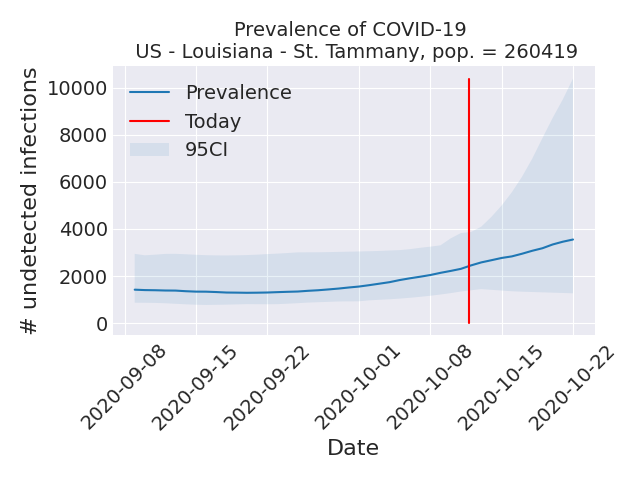 Prevalence of COVID-19
US - Louisiana - St. Tammany, pop. = 260419
# undetected infections
10000
8000
6000
4000
2000
0
Prevalence
Today
95CI
2020-09-08
2020-09-15
2020-09-22
2020-10-01
2020-10-08
2020-10-15
2020-10-22
Date